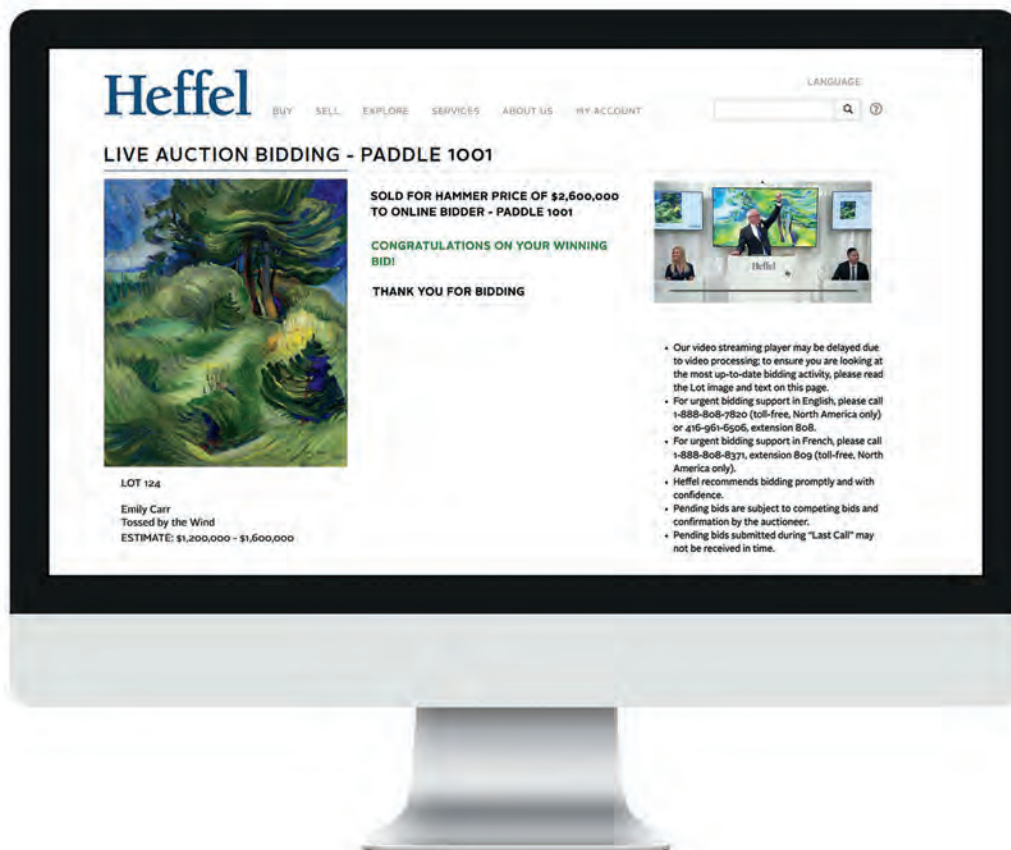 Heffel
BUY SELL EXPLORE SERVICES ABOUT US MY ACCOUNT
LANGUAGE
LIVE AUCTION BIDDING - PADDLE 1001
SOLD FOR HAMMER PRICE OF $2,600,000
TO ONLINE BIDDER - PADDLE 1001
CONGRATULATIONS ON YOUR WINNING
BID!
THANK YOU FOR BIDDING
Heffel
LOT 124
Emily Carr
Tossed by the Wind
ESTIMATE: $1,200,000 - $1,600,000
• Our video streaming player may be delayed due
to video processing; to ensure you are looking at
the most up-to-date bidding activity, please read
the Lot image and text on this page.
• For urgent bidding support in English, please call
1-888-808-7820 (toll-free, North America only)
or 416-961-6506, extension 808.
• For urgent bidding support in French, please call
1-888-808-8371, extension 809 (toll-free, North
America only).
• Heffel recommends bidding promptly and with
confidence.
• Pending bids are subject to competing bids and
confirmation by the auctioneer.
• Pending bids submitted during "Last Call" may
not be received in time.